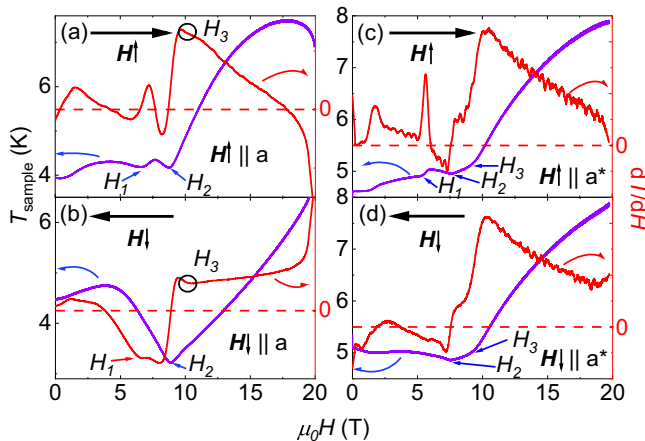 (a) H↑ H₃ 0 H₁ H₂ H↑ || a
6
4
(b) H↓ H₃ 0 H₁ H₂ H↓ || a
6
4
0 5 10 15 20
(c) H↑ 0 H₁ H₂ H₃ H↑ || a*
8
7
6
5
8
(d) H↓ 0 H₃ H₂ H↓ || a*
7
6
5
0 5 10 15 20
T_sample (K)
dT/dH
μ₀H (T)